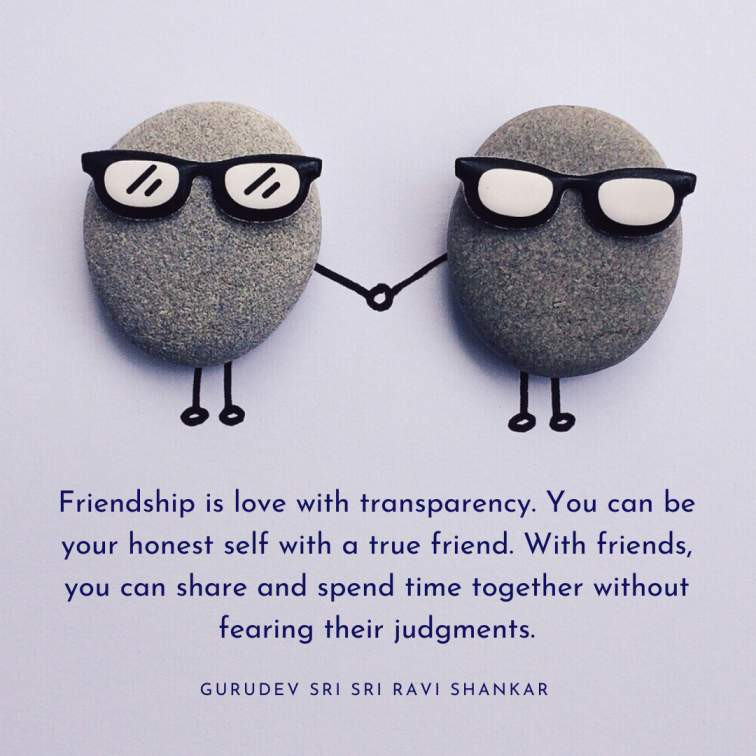 Friendship is love with transparency. You can be
your honest self with a true friend. With friends,
you can share and spend time together without
fearing their judgments.
GURUDEV SRI SRI RAVI SHANKAR